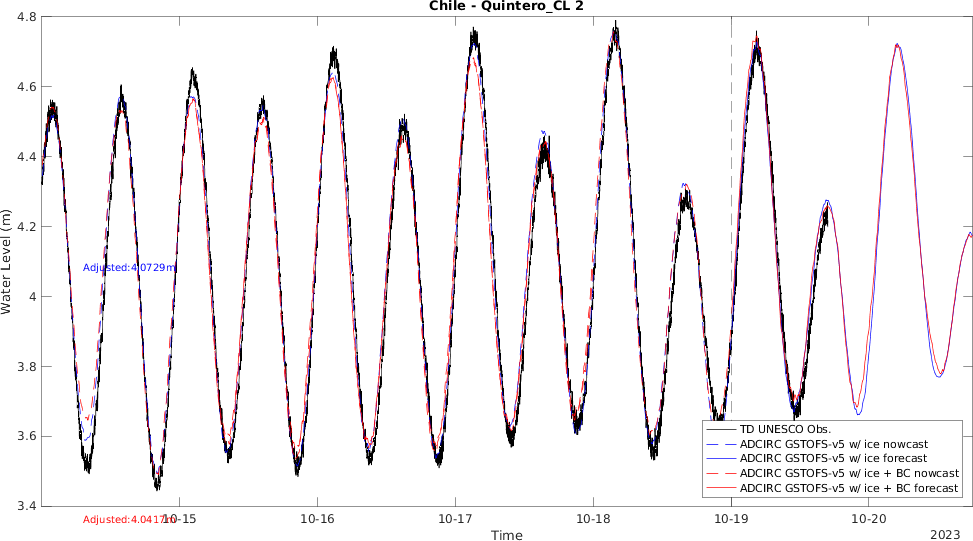 Chile - Quintero_CL 2
4.8
4.6
4.4
4.2
4
3.8
3.6
3.4
Water Level (m)
Adjusted:4.0729m
Adjusted:4.0417m
TD UNESCO Obs.
ADCIRC GSTOFS-v5 w/ ice nowcast
ADCIRC GSTOFS-v5 w/ ice forecast
ADCIRC GSTOFS-v5 w/ ice + BC nowcast
ADCIRC GSTOFS-v5 w/ ice + BC forecast
10-15 10-16 10-17 10-18 10-19 10-20
Time
2023